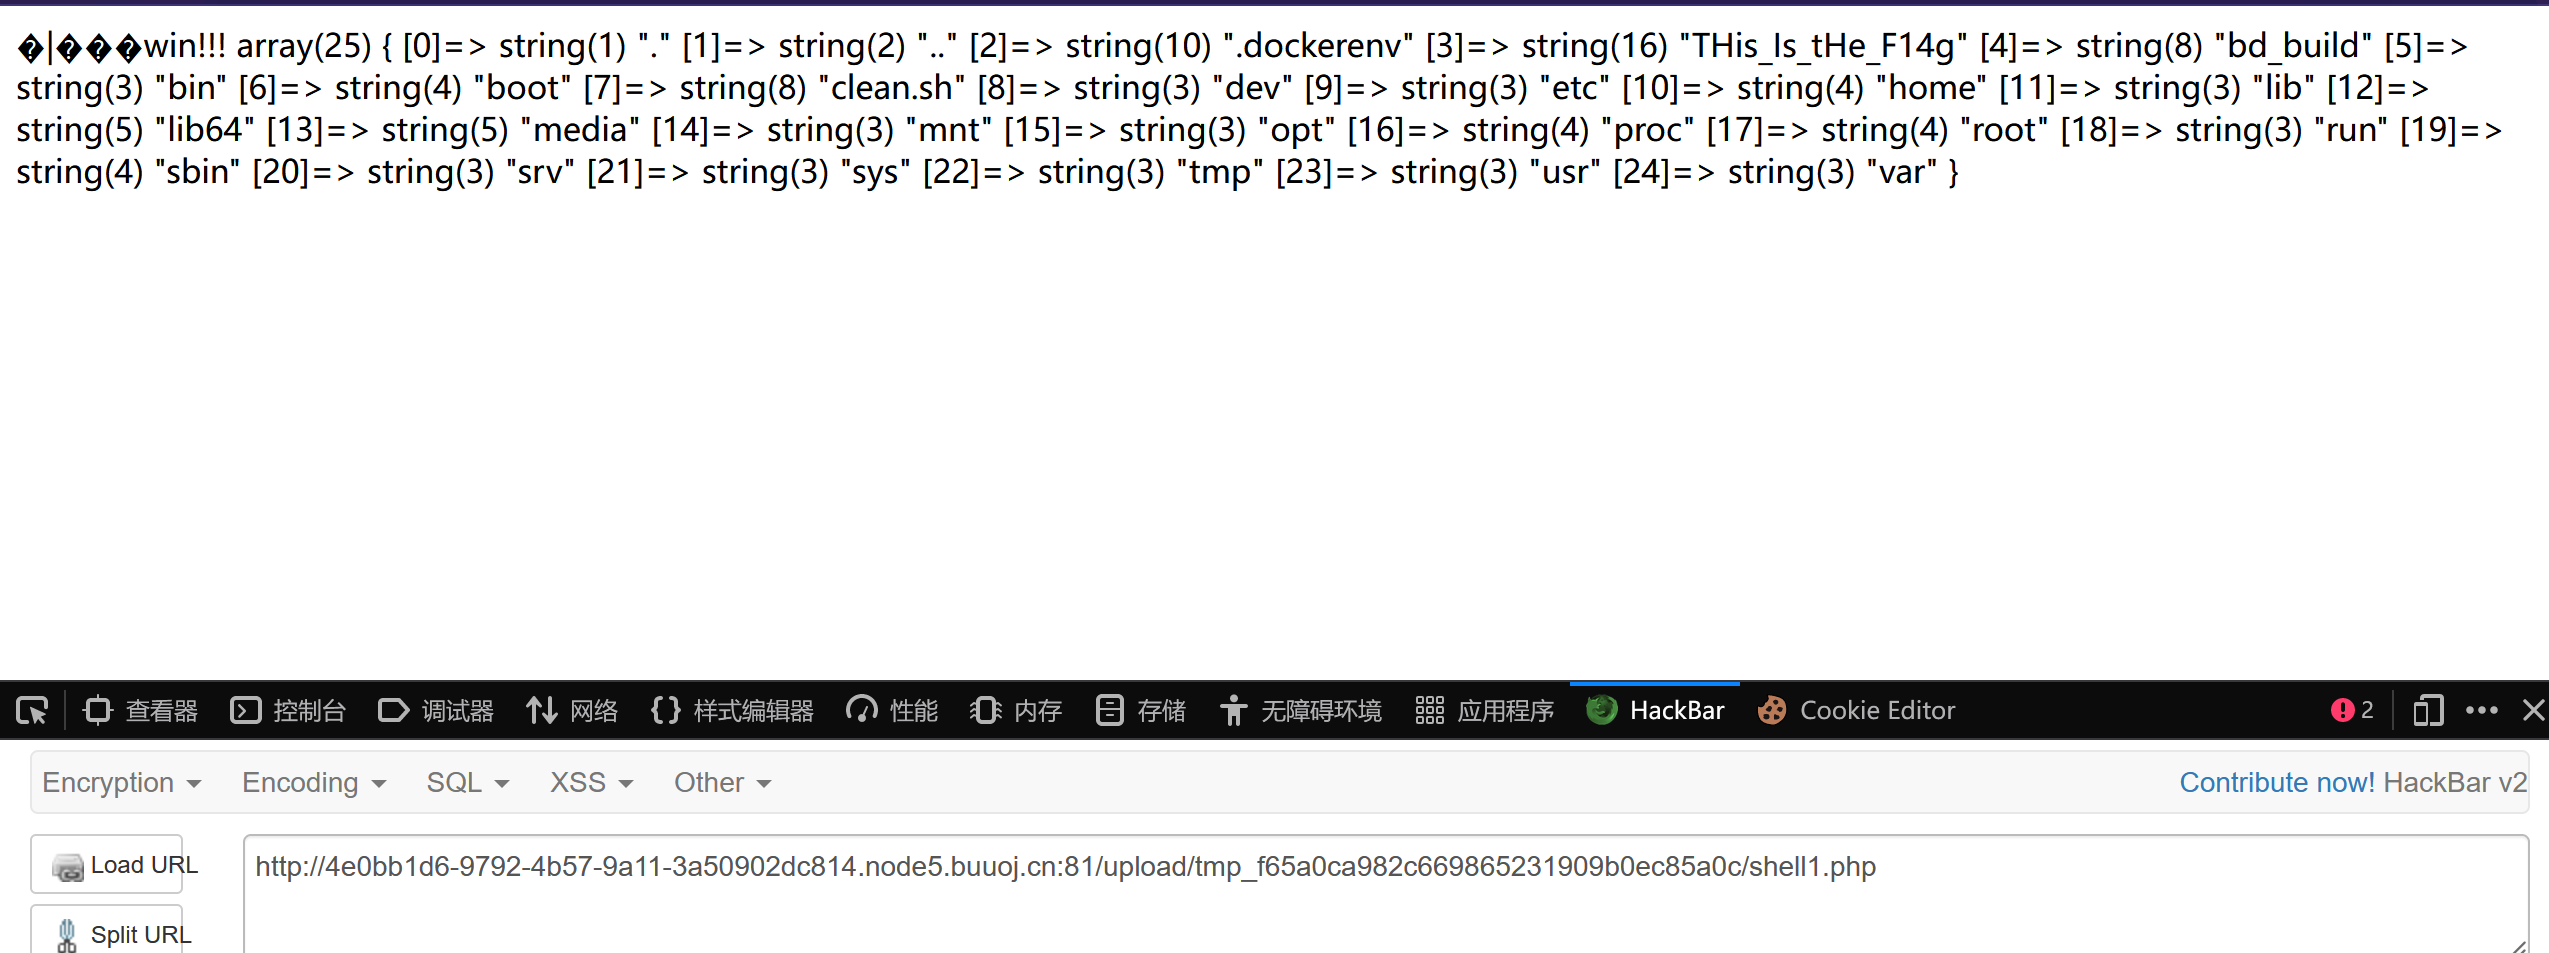 �|���win!!! array(25) { [0]=> string(1) "." [1]=> string(2) ".." [2]=> string(10) ".dockerenv" [3]=> string(16) "THis_Is_tHe_F14g" [4]=> string(8) "bd_build" [5]=>
string(3) "bin" [6]=> string(4) "boot" [7]=> string(8) "clean.sh" [8]=> string(3) "dev" [9]=> string(3) "etc" [10]=> string(4) "home" [11]=> string(3) "lib" [12]=>
string(5) "lib64" [13]=> string(5) "media" [14]=> string(3) "mnt" [15]=> string(3) "opt" [16]=> string(4) "proc" [17]=> string(4) "root" [18]=> string(3) "run" [19]=>
string(4) "sbin" [20]=> string(3) "srv" [21]=> string(3) "sys" [22]=> string(3) "tmp" [23]=> string(3) "usr" [24]=> string(3) "var" }
查看器 控制台 调试器 网络 {} 样式编辑器 性能 内存 存储 无障碍环境 应用程序 HackBar Cookie Editor 2
Encryption Encoding SQL XSS Other Contribute now! HackBar v2
Load URL http://4e0bb1d6-9792-4b57-9a11-3a50902dc814.node5.buuoj.cn:81/upload/tmp_f65a0ca982c669865231909b0ec85a0c/shell1.php
Split URL